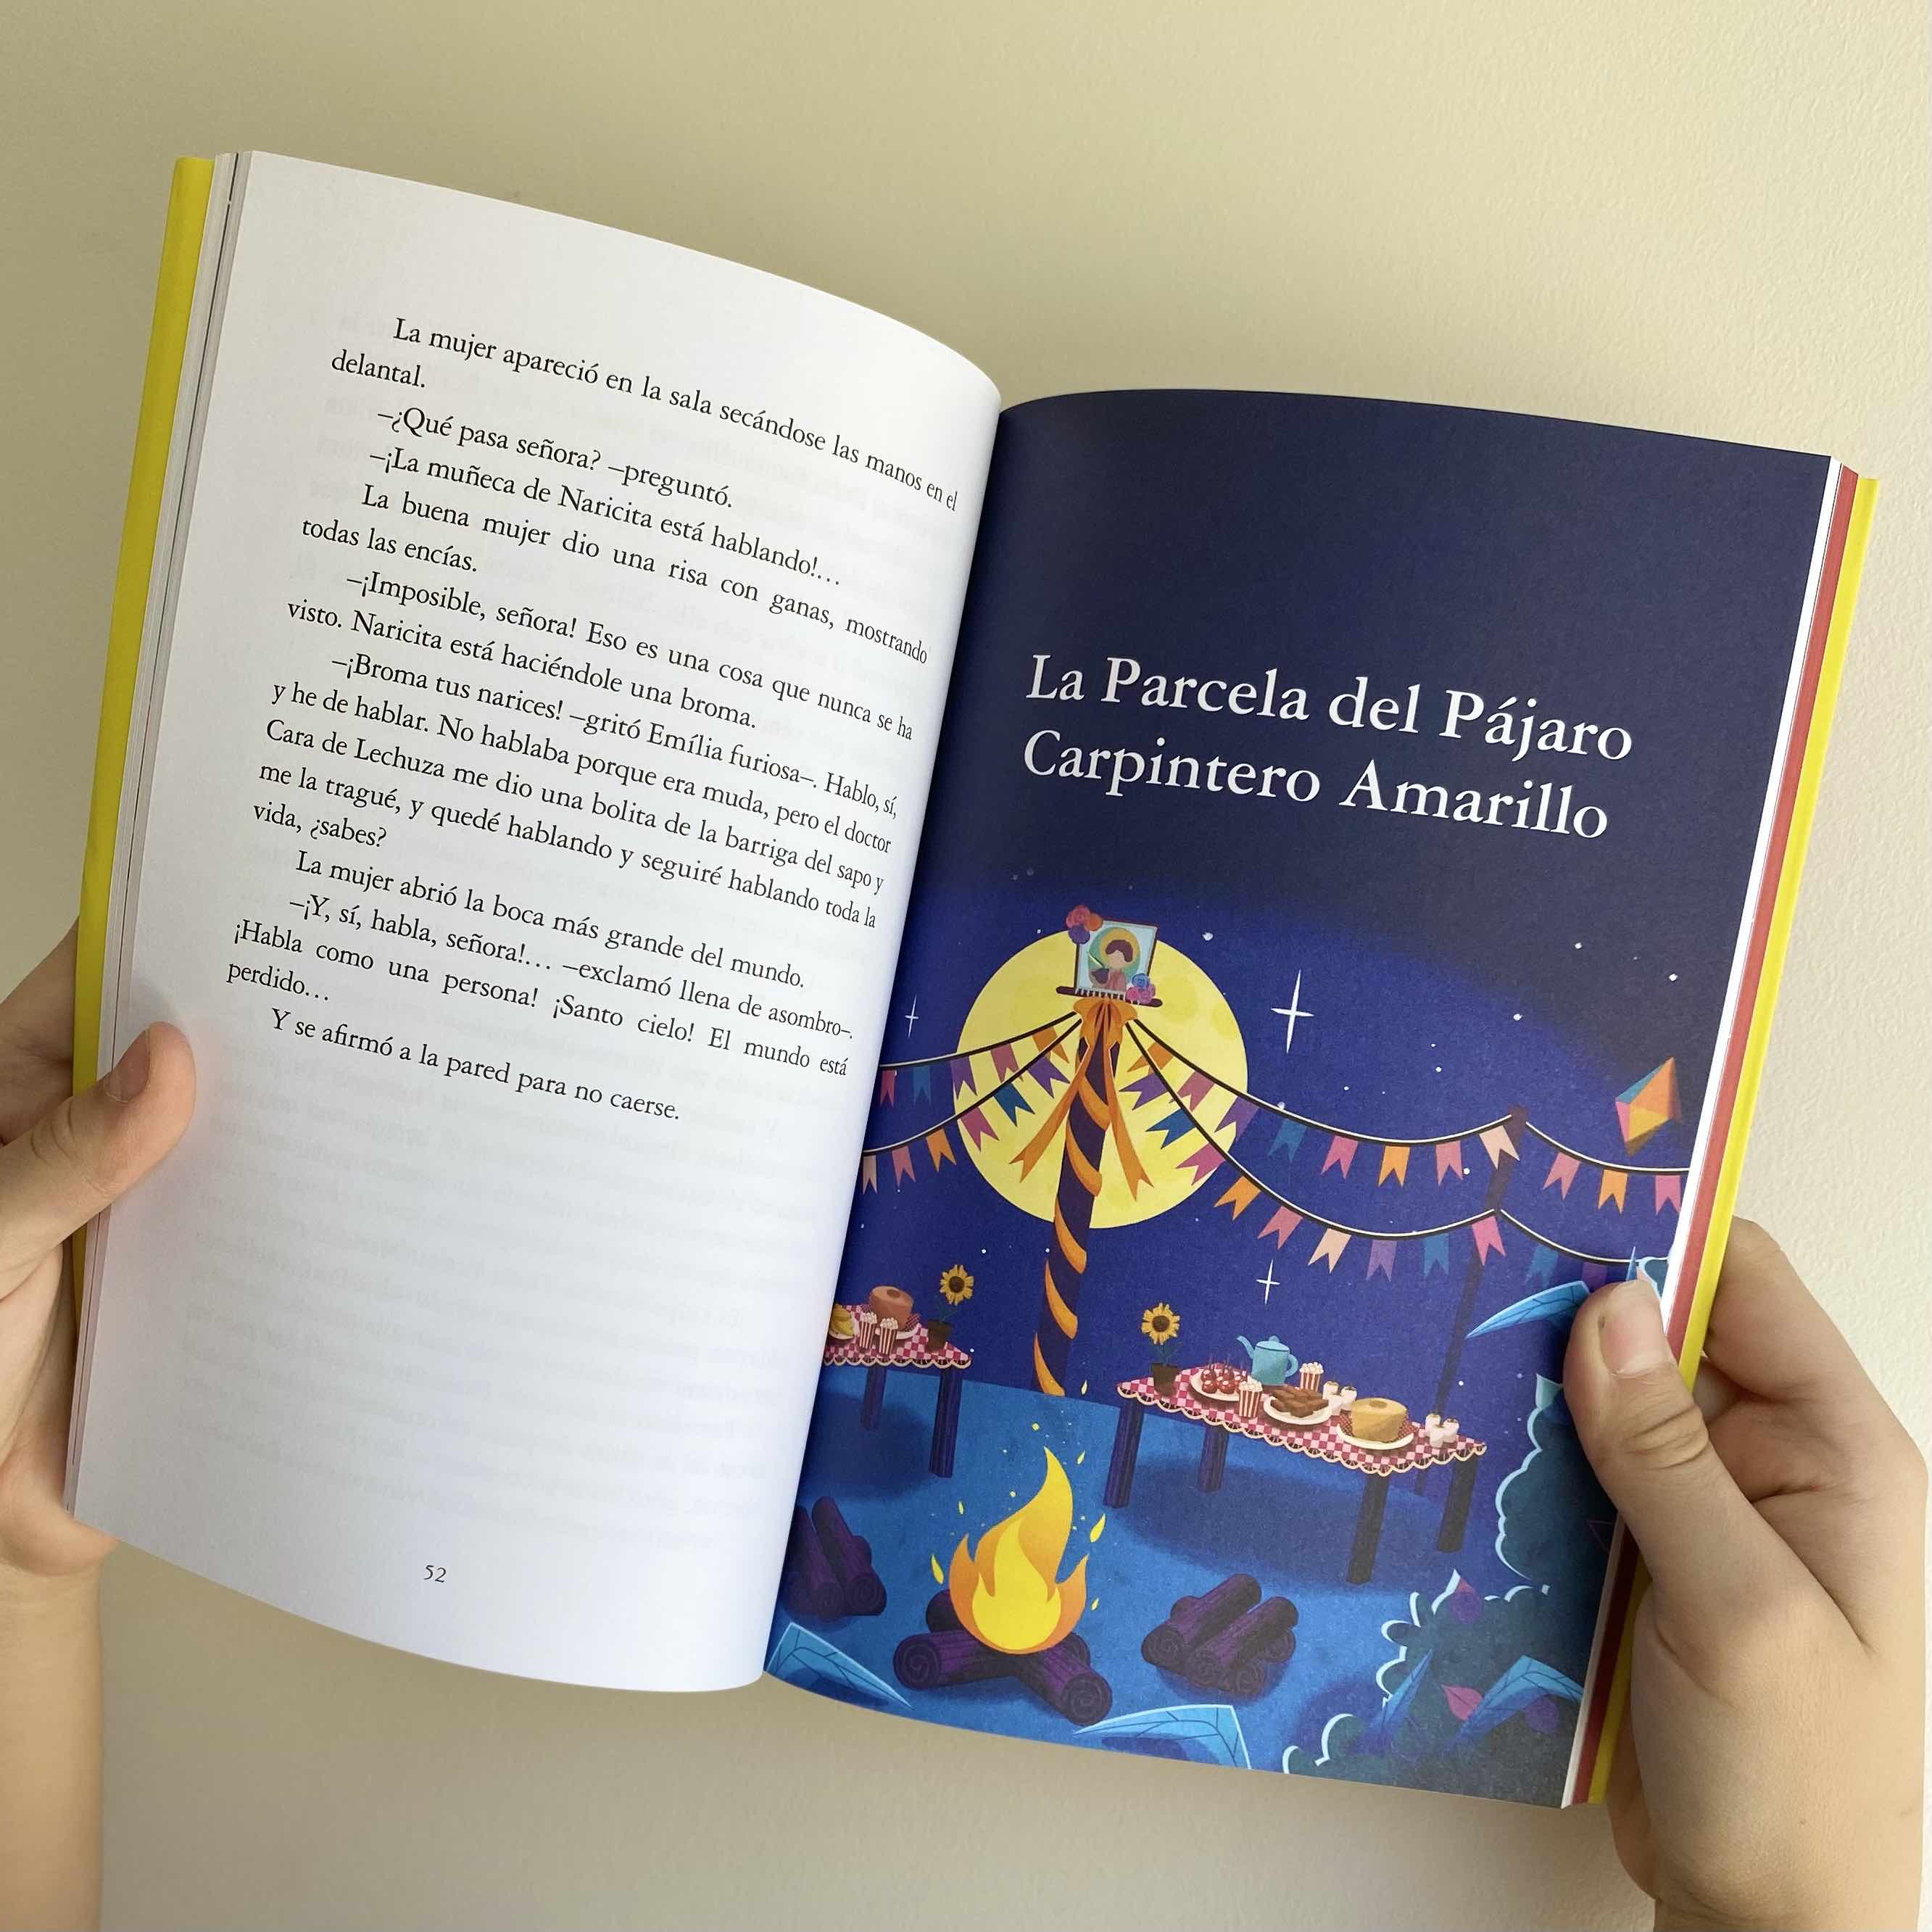 La mujer apareció en la sala secándose las manos en el
delantal.
–¿Qué pasa señora? –preguntó.
–¡La muñeca de Naricita está hablando!…
La buena mujer dio una risa con ganas, mostrando
todas las encías.
–¡Imposible, señora! Eso es una cosa que nunca se ha
visto. Naricita está haciéndole una broma.
–¡Broma tus narices! –gritó Emília furiosa–. Hablo, sí,
y he de hablar. No hablaba porque era muda, pero el doctor
Cara de Lechuza me dio una bolita de la barriga del sapo y
me la tragué, y quedé hablando y seguiré hablando toda la
vida, ¿sabes?
La mujer abrió la boca más grande del mundo.
–¡Y, sí, habla, señora!… –exclamó llena de asombro–.
¡Habla como una persona! ¡Santo cielo! El mundo está
perdido…
Y se afirmó a la pared para no caerse.
52
La Parcela del Pájaro
Carpintero Amarillo